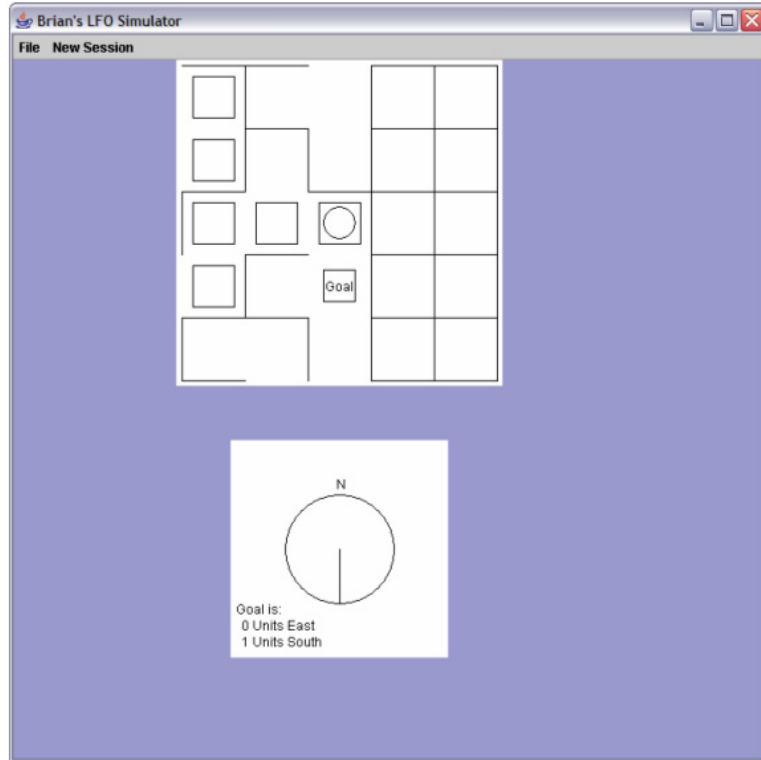 Brian's LFO Simulator
File New Session
Goal
N
Goal is:
0 Units East
1 Units South